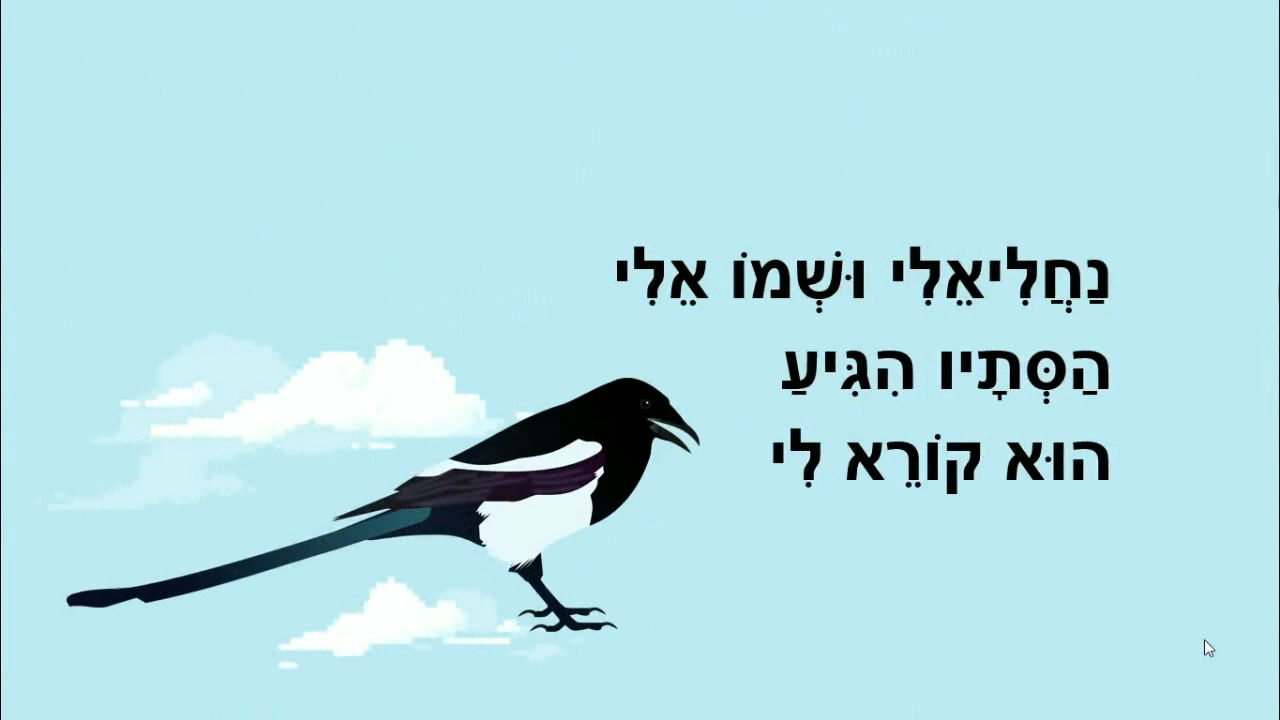 נַחֲלִיאֵלִי וּשְׁמוֹ אֵלִי
הַסְּתָיו הִגִּיעַ
הוּא קוֹרֵא לִי